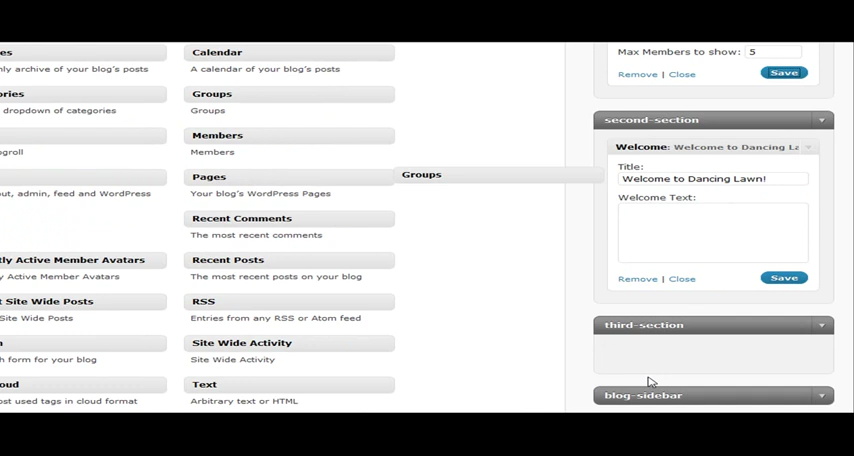 es
nly archive of your blog's posts
ories
dropdown of categories
ogroll
out, admin, feed and WordPress
tly Active Member Avatars
y Active Member Avatars
t Site Wide Posts
Site Wide Posts
h form for your blog
oud
ost used tags in cloud format
Calendar
A calendar of your blog's posts
Groups
Groups
Members
Members
Pages
Your blog's WordPress Pages
Recent Comments
The most recent comments
Recent Posts
The most recent posts on your blog
RSS
Entries from any RSS or Atom feed
Site Wide Activity
Site Wide Activity
Text
Arbitrary text or HTML
Groups
Max Members to show: 5
Remove | Close Save
second-section
Welcome: Welcome to Dancing La
Title:
Welcome to Dancing Lawn!
Welcome Text:
Remove | Close Save
third-section
blog-sidebar